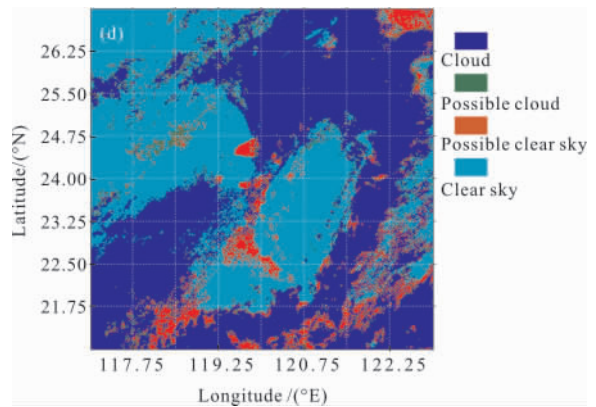 (d)
26.25
25.50
24.75
24.00
23.25
22.50
21.75
Latitude/(°N)
117.75 119.25 120.75 122.25
Longitude /(°E)
Cloud
Possible cloud
Possible clear sky
Clear sky